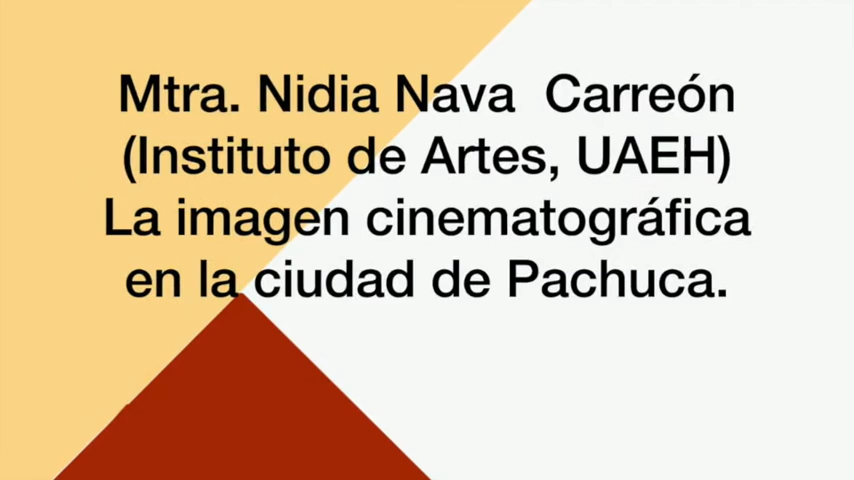 Mtra. Nidia Nava  Carreón
(Instituto de Artes, UAEH)
La imagen cinematográfica
en la ciudad de Pachuca.